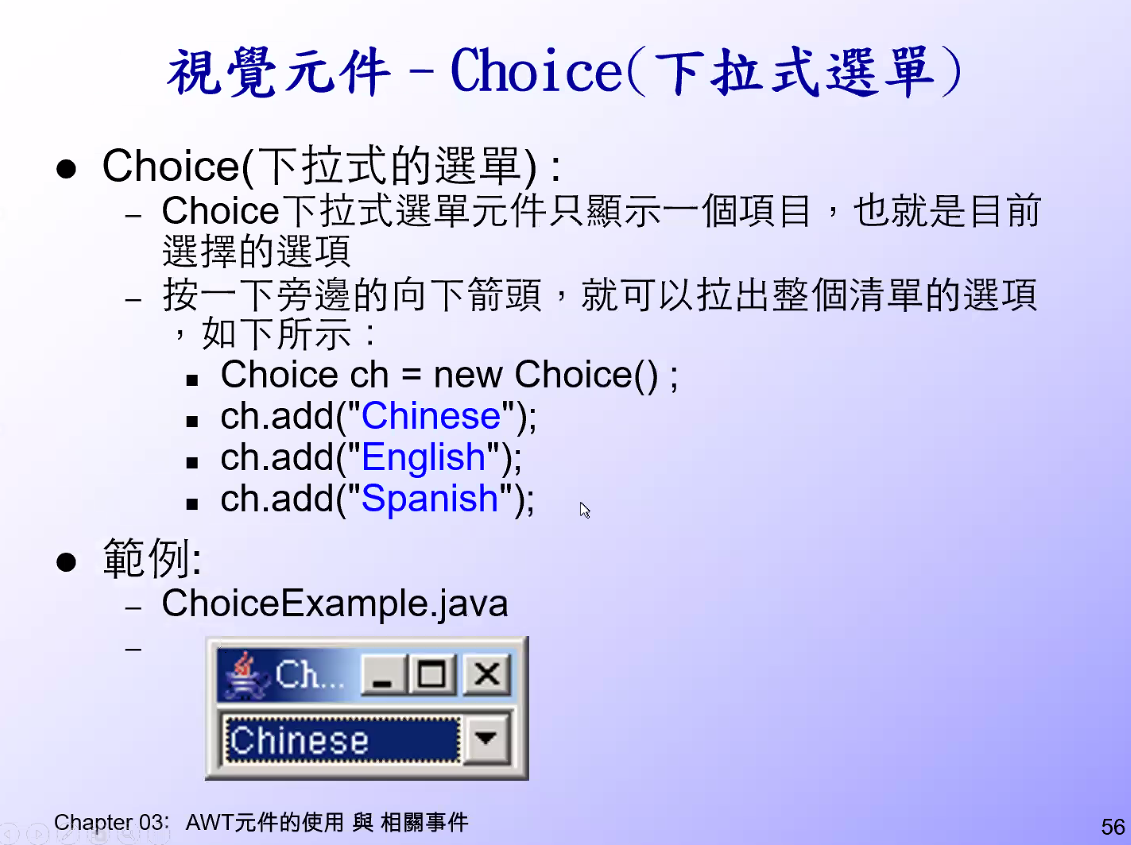 視覺元件–Choice(下拉式選單)
● Choice(下拉式的選單) :
– Choice下拉式選單元件只顯示一個項目，也就是目前
選擇的選項
– 按一下旁邊的向下箭頭，就可以拉出整個清單的選項
，如下所示：
■ Choice ch = new Choice() ;
■ ch.add("Chinese");
■ ch.add("English");
■ ch.add("Spanish");
● 範例:
– ChoiceExample.java
–
Ch...
Chinese
Chapter 03: AWT元件的使用 與 相關事件
56